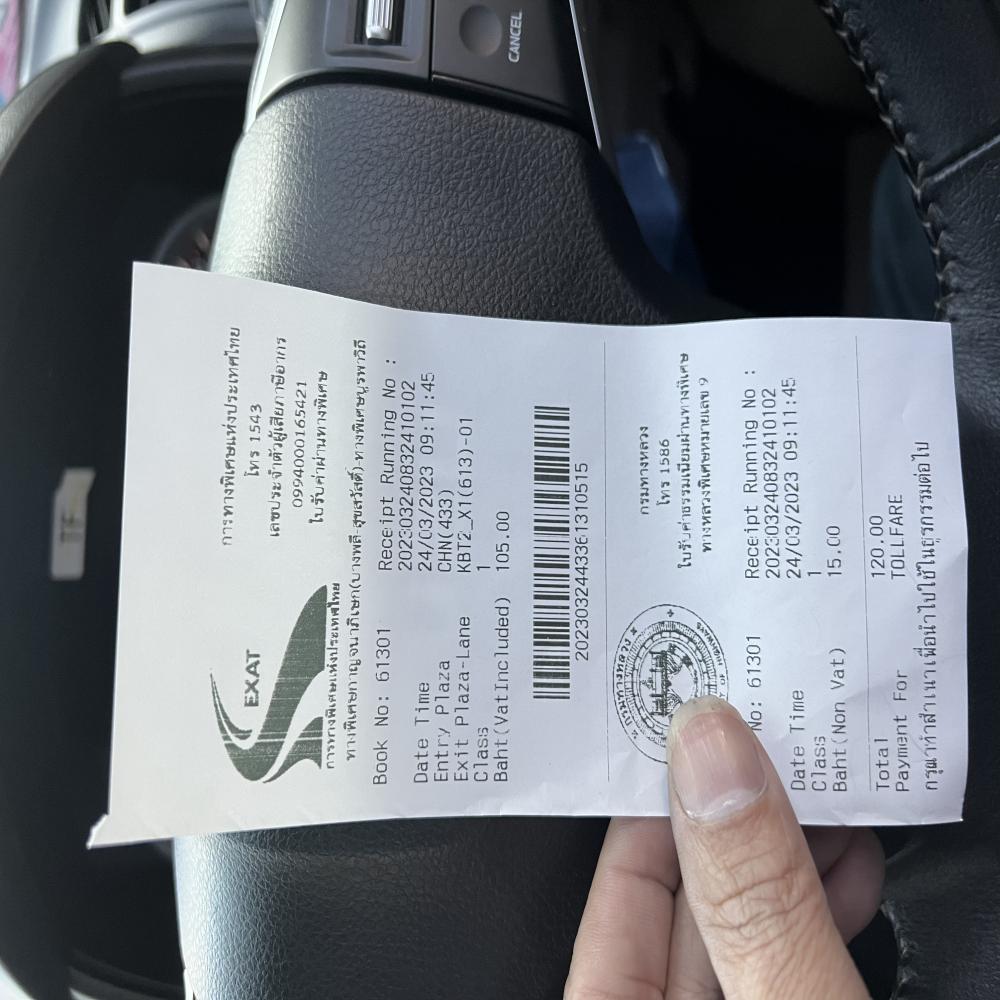 CANCEL
การทางพิเศษแห่งประเทศไทย
โทร 1543
เลขประจำตัวผู้เสียภาษีอากร
0994000165421
ใบรับค่าผ่านทางพิเศษ
EXAT
การทางพิเศษแห่งประเทศไทย
ทางพิเศษกาญจนาภิเษก(บางพลี-สุขสวัสดิ์)-ทางพิเศษบูรพาวิถี
Book No: 61301 Receipt Running No :
2023032408324101​02
Date Time 24/03/2023 09:11:45
Entry Plaza CHN(433)
Exit Plaza-Lane KBT2_X1(613)-01
Class 1
Baht(VatIncluded) 105.00
2023032443361310515
กรมทางหลวง
โทร 1586
ใบรับค่าธรรมเนียมผ่านทางพิเศษ
ทางหลวงพิเศษหมายเลข 9
กรมทางหลวง
No: 61301 Receipt Running No :
202303240832410102
Date Time 24/03/2023 09:11:45
Class 1
Baht(Non Vat) 15.00
Total 120.00
Payment For TOLLFARE
กรุณาทำสำเนาเพื่อนำไปใช้ในธุรกรรมต่อไป